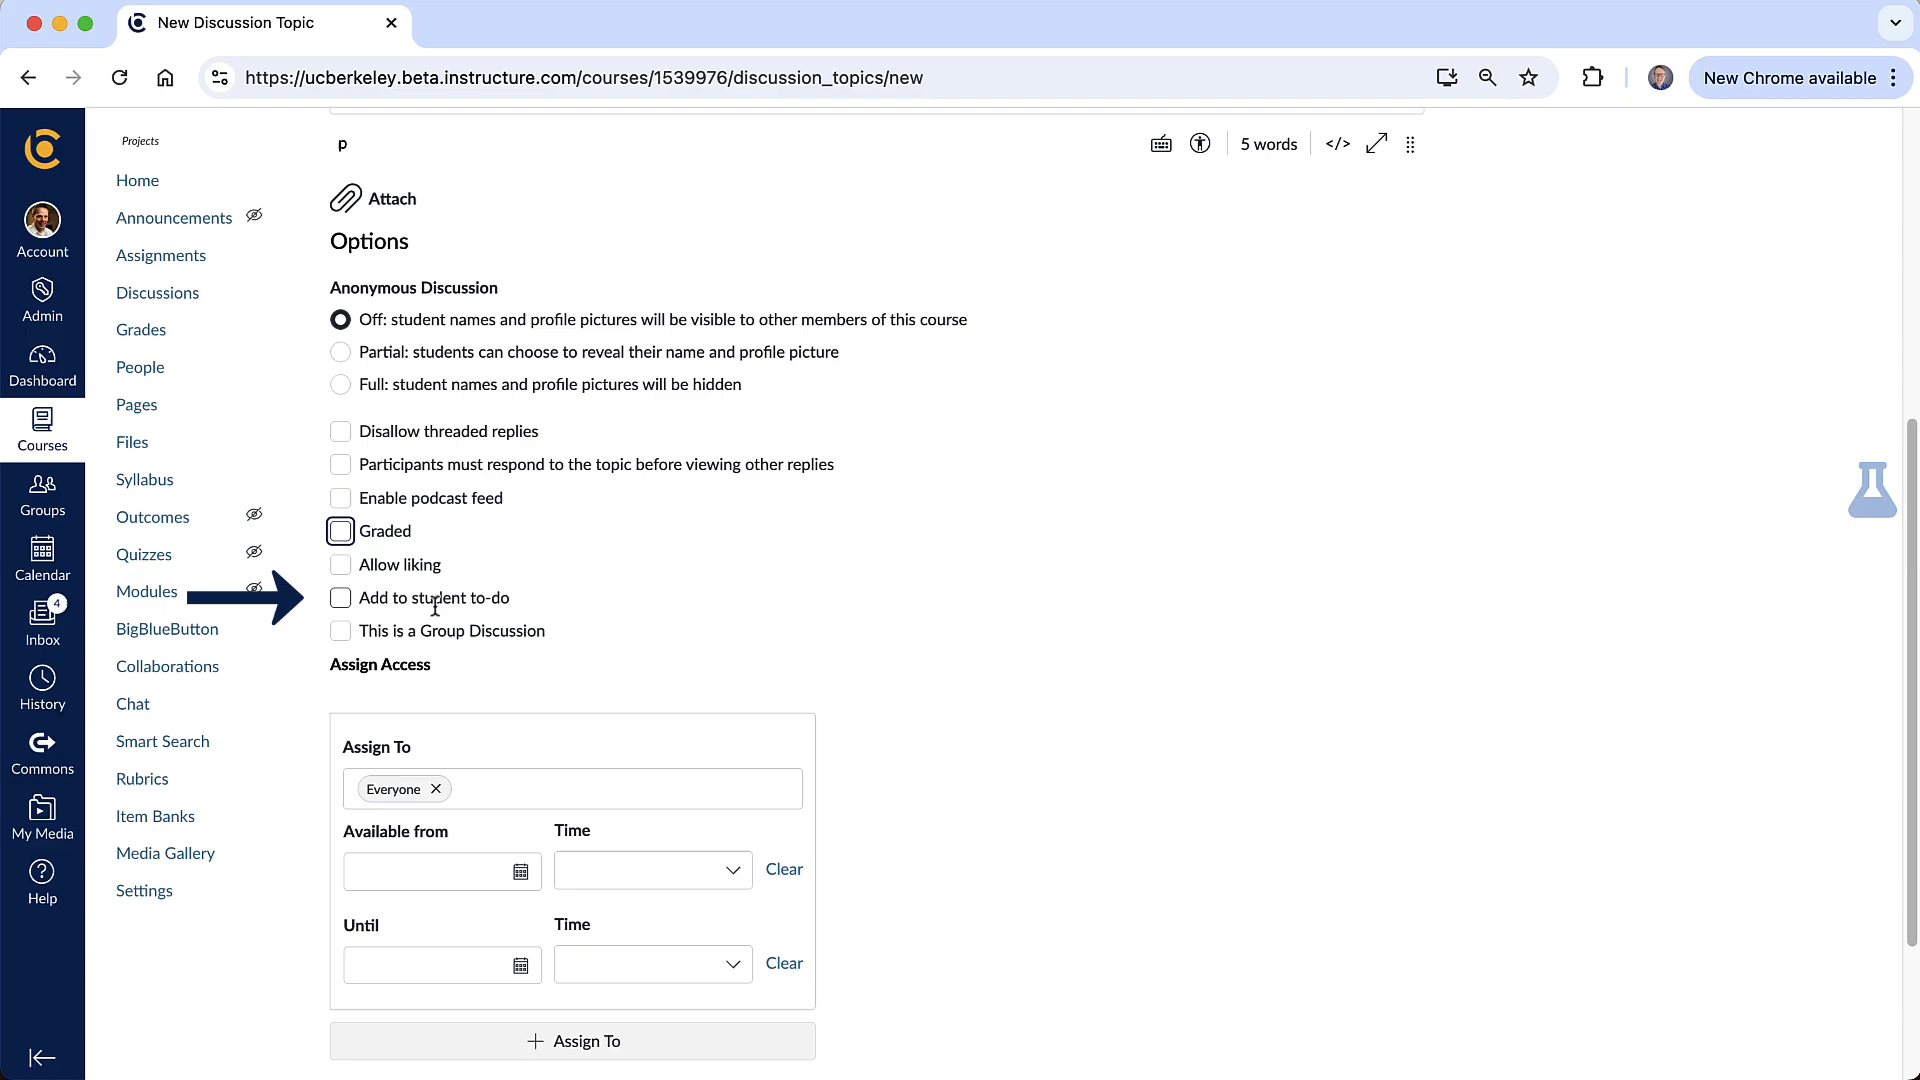 New Discussion Topic
https://ucberkeley.beta.instructure.com/courses/1539976/discussion_topics/new
New Chrome available
Account
Admin
Dashboard
Courses
Groups
Calendar
4
Inbox
History
Commons
My Media
Help
Projects
Home
Announcements
Assignments
Discussions
Grades
People
Pages
Files
Syllabus
Outcomes
Quizzes
Modules
BigBlueButton
Collaborations
Chat
Smart Search
Rubrics
Item Banks
Media Gallery
Settings
p
5 words
</>
Attach
Options
Anonymous Discussion
Off: student names and profile pictures will be visible to other members of this course
Partial: students can choose to reveal their name and profile picture
Full: student names and profile pictures will be hidden
Disallow threaded replies
Participants must respond to the topic before viewing other replies
Enable podcast feed
Graded
Allow liking
Add to student to-do
This is a Group Discussion
Assign Access
Assign To
Everyone
Available from
Time
Clear
Until
Time
Clear
+ Assign To